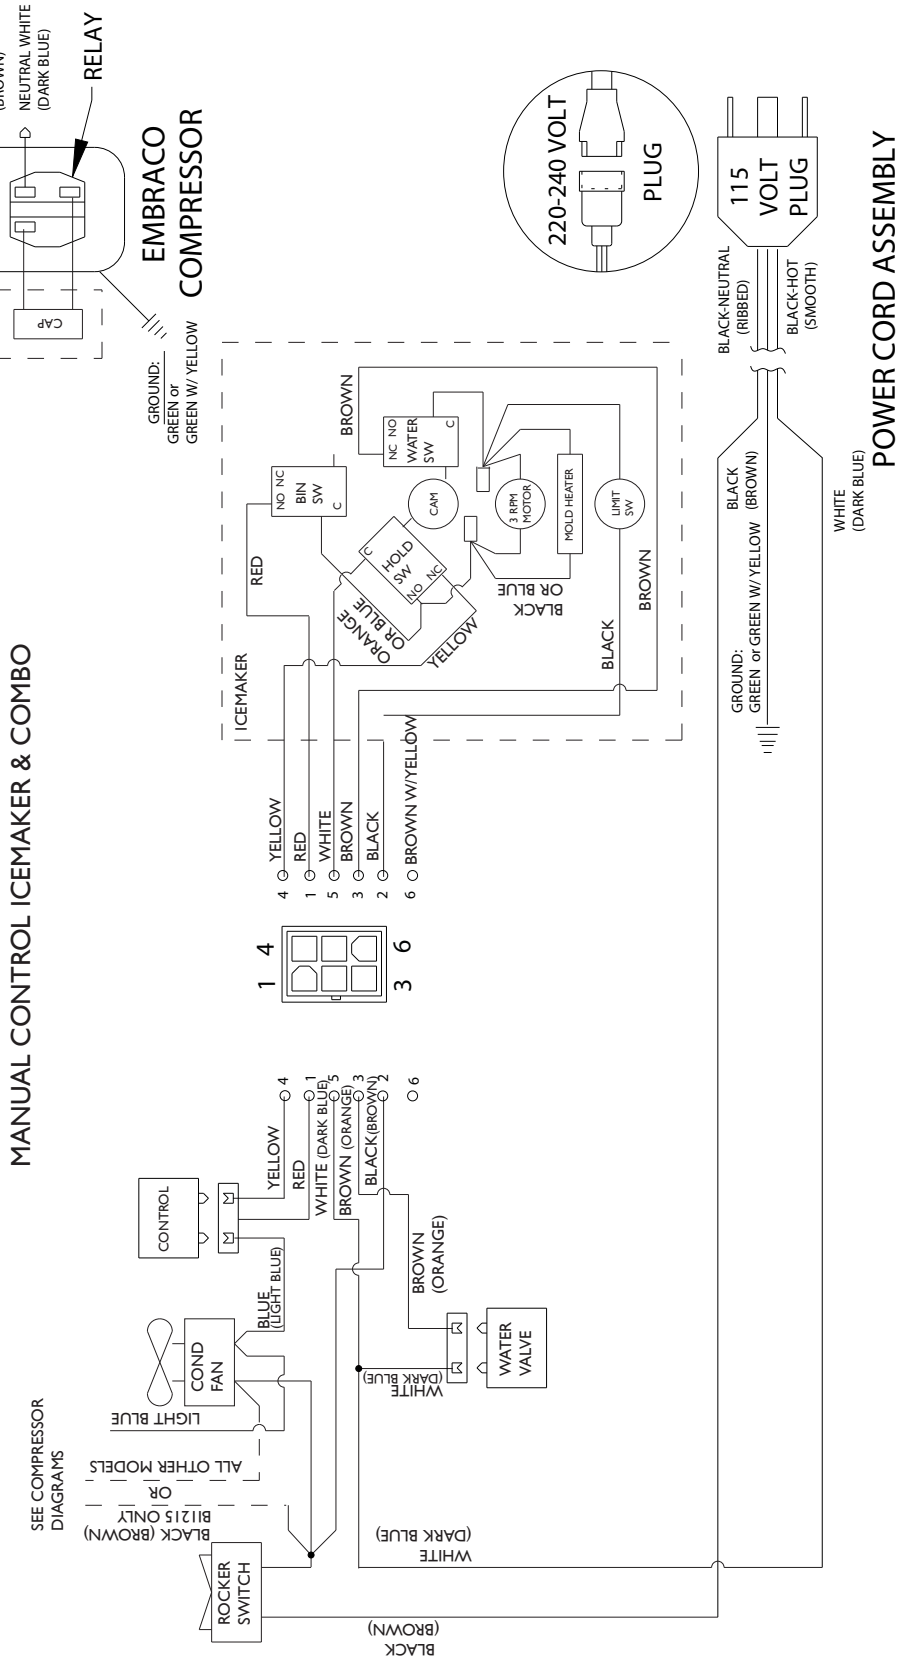 MANUAL CONTROL ICEMAKER & COMBO
NEUTRAL WHITE
(DARK BLUE)
RELAY
EMBRACO
COMPRESSOR
CAP
GROUND:
GREEN or
GREEN W/ YELLOW
220-240 VOLT
PLUG
115
VOLT
PLUG
POWER CORD ASSEMBLY
BLACK-NEUTRAL
(RIBBED)
BLACK-HOT
(SMOOTH)
BLACK
(BROWN)
GROUND:
GREEN or GREEN W/ YELLOW
WHITE
(DARK BLUE)
ICEMAKER
RED
NO NC
BIN
SW
C
BROWN
NC NO
WATER
SW
C
CAM
C
HOLD
SW
NO NC
ORANGE
OR BLUE
YELLOW
3 RPM
MOTOR
MOLD HEATER
LIMIT
SW
BLACK
OR BLUE
BLACK
BROWN
4 YELLOW
1 RED
5 WHITE
3 BROWN
2 BLACK
6 BROWN W/YELLOW
1 4
3 6
YELLOW 4
RED 1
WHITE (DARK BLUE) 5
BROWN (ORANGE) 3
BLACK(BROWN) 2
6
CONTROL
BLUE
(LIGHT BLUE)
COND
FAN
LIGHT BLUE
BROWN
(ORANGE)
WHITE
(DARK BLUE)
WATER
VALVE
SEE COMPRESSOR
DIAGRAMS
ALL OTHER MODELS
OR
BI1215 ONLY
BLACK (BROWN)
ROCKER
SWITCH
WHITE
(DARK BLUE)
BLACK
(BROWN)